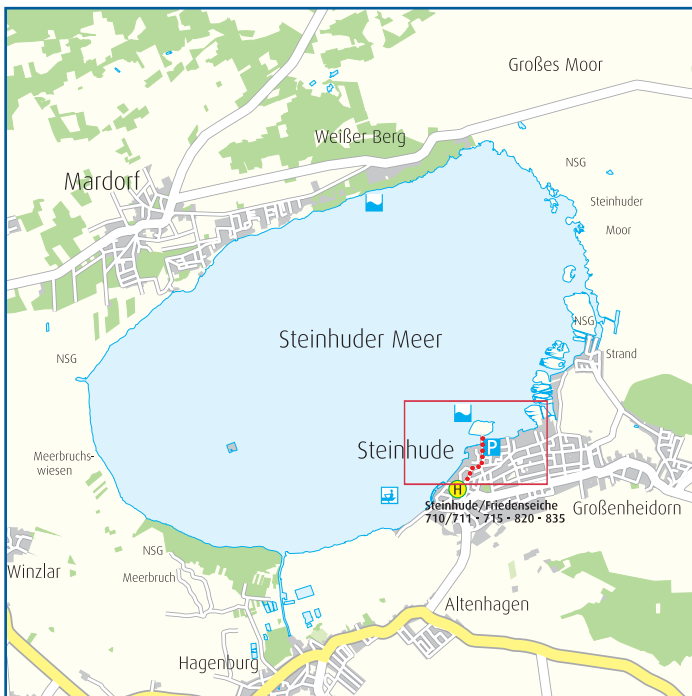 Großes Moor
Weißer Berg
NSG
Mardorf
Steinhuder
Moor
Steinhuder Meer
NSG
Strand
NSG
P
Steinhude
Meerbruchs-
wiesen
H
Steinhude/Friedenseiche
710/711 - 715 - 820 - 835
Großenheidorn
NSG
Winzlar
Meerbruch
Altenhagen
Hagenburg